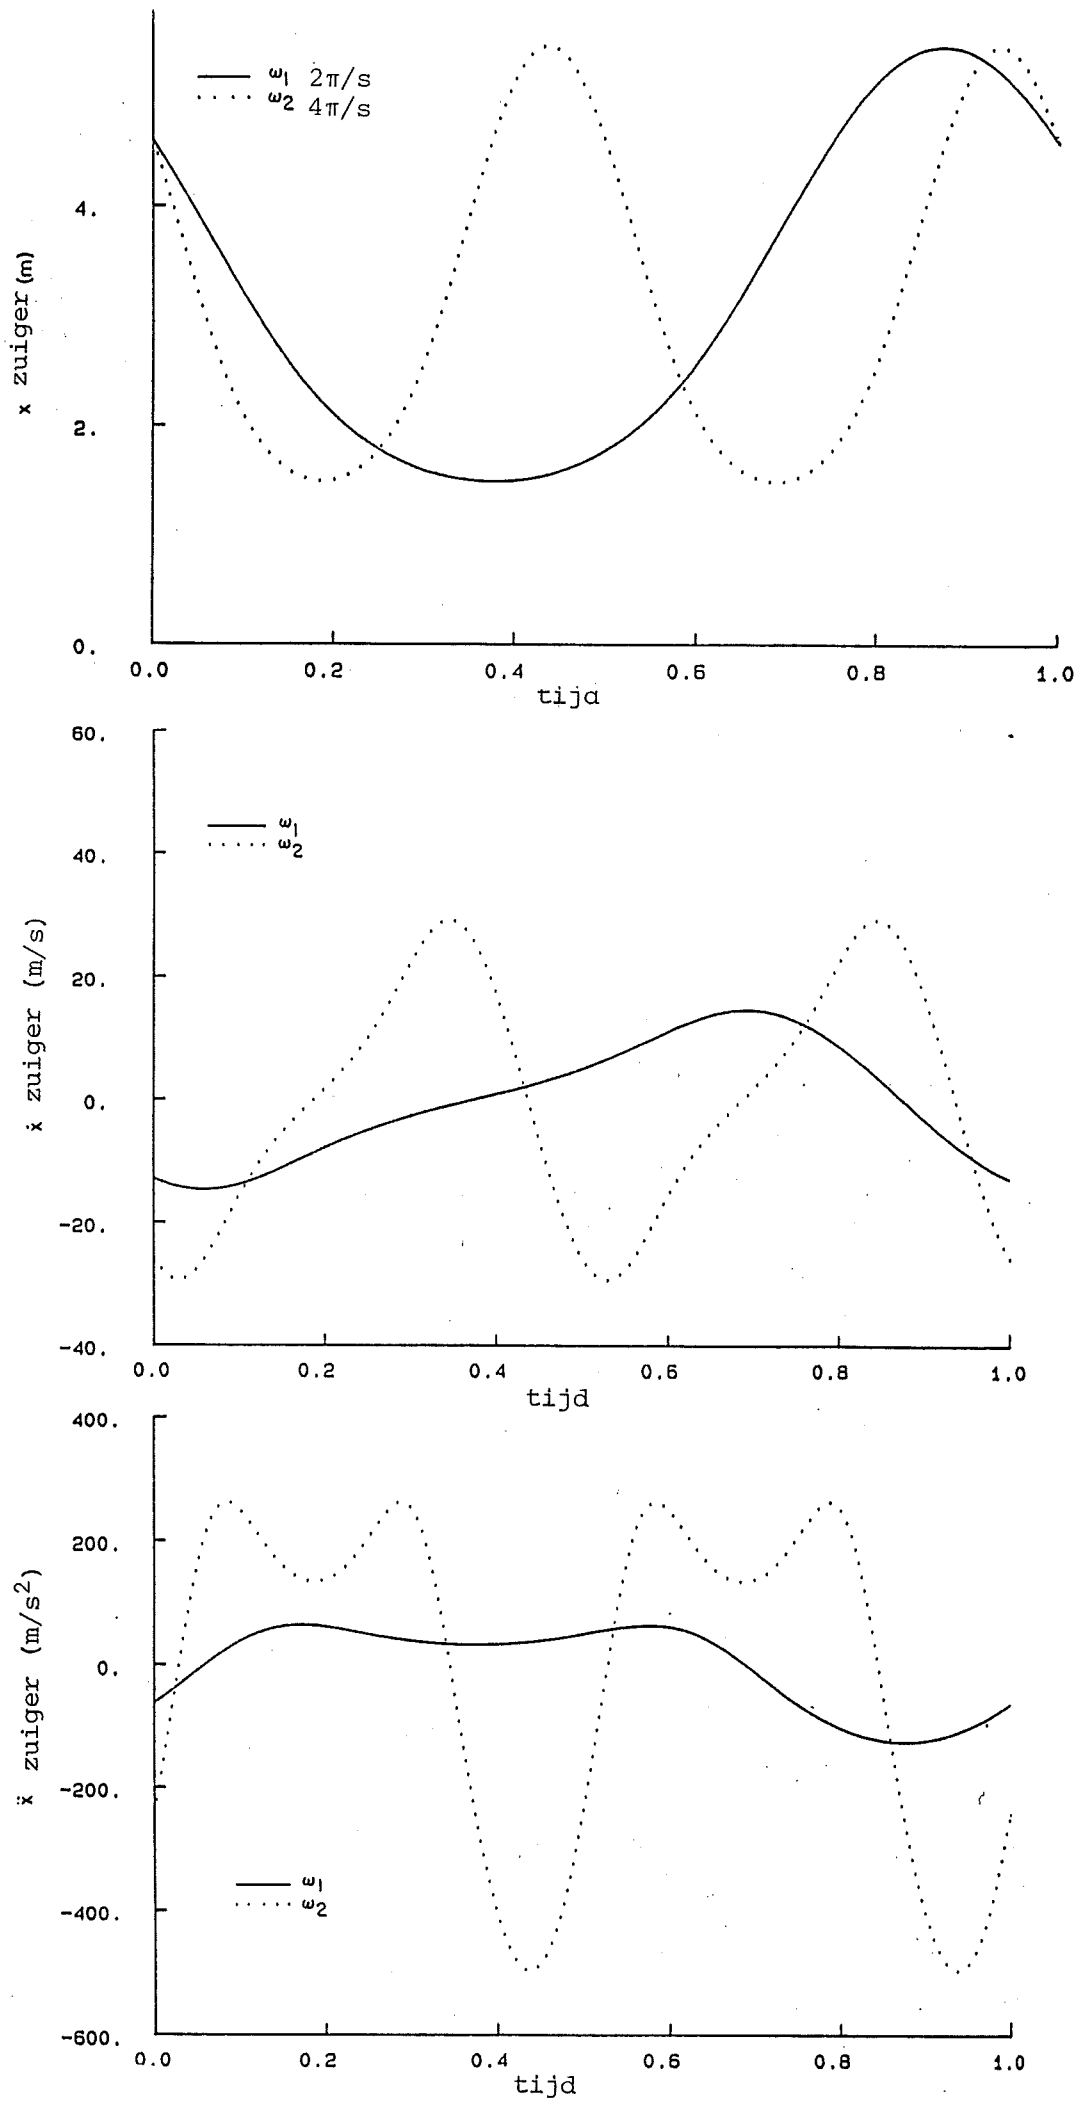 ω1 2π/s
ω2 4π/s
x zuiger (m)
4.
2.
0.
0.0 0.2 0.4 0.6 0.8 1.0
tijd
60.
40.
20.
0.
-20.
-40.
ω1
ω2
ẋ zuiger (m/s)
0.0 0.2 0.4 0.6 0.8 1.0
tijd
400.
200.
0.
-200.
-400.
-600.
ẍ zuiger (m/s²)
ω1
ω2
0.0 0.2 0.4 0.6 0.8 1.0
tijd